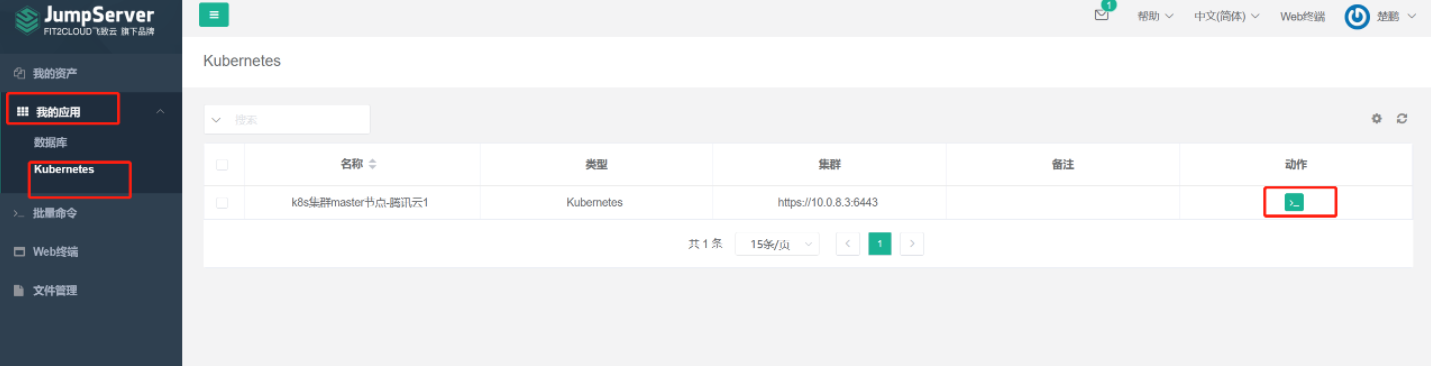 JumpServer
FIT2CLOUD飞致云 旗下品牌
1
帮助
中文(简体)
Web终端
楚鹏
我的资产
我的应用
数据库
Kubernetes
批量命令
Web终端
文件管理
Kubernetes
搜索
名称 类型 集群 备注 动作
k8s集群master节点-腾讯云1 Kubernetes https://10.0.8.3:6443
共 1 条 15条/页 < 1 >